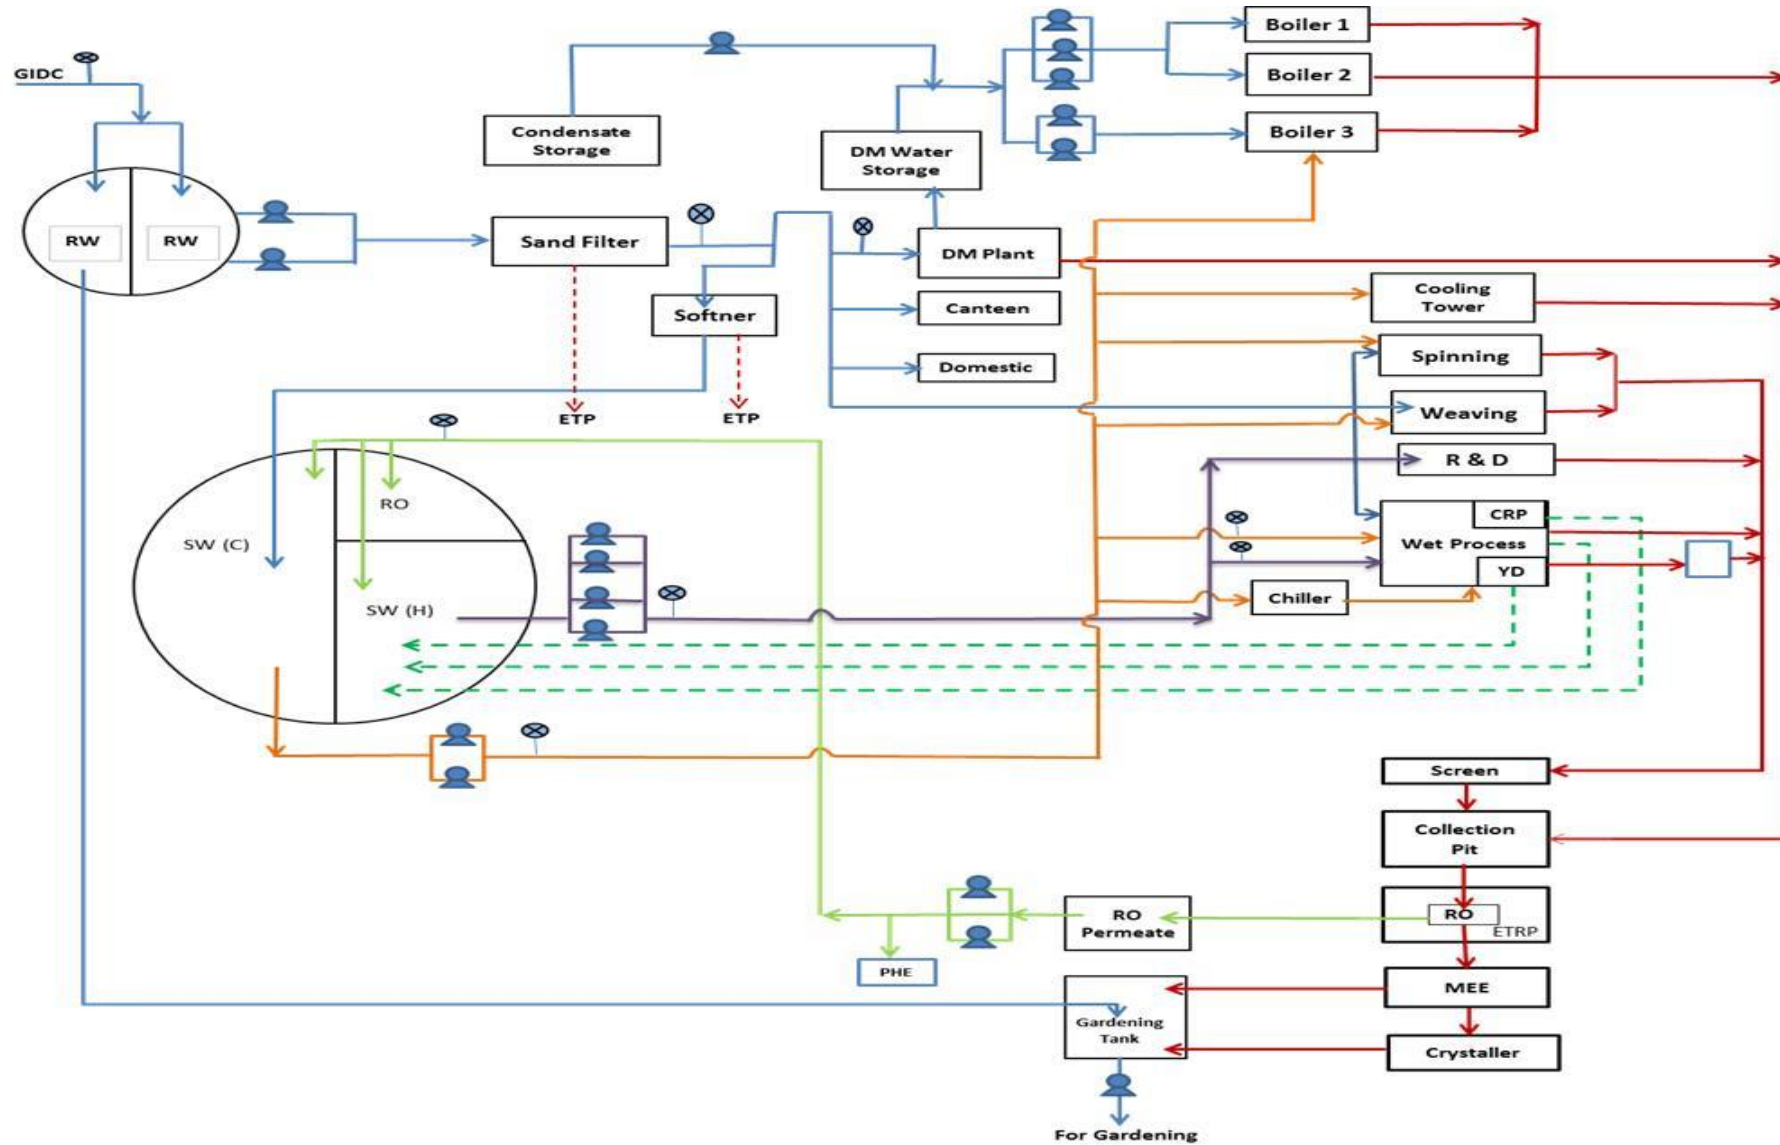 GIDC
Boiler 1
Boiler 2
Boiler 3
Condensate
Storage
DM Water
Storage
RW
RW
Sand Filter
DM Plant
Cooling
Tower
Softner
Canteen
Spinning
Domestic
ETP
ETP
Weaving
R & D
RO
SW (C)
CRP
Wet Process
YD
SW (H)
Chiller
Screen
Collection
Pit
RO
ETRP
RO
Permeate
PHE
MEE
Gardening
Tank
Crystaller
For Gardening